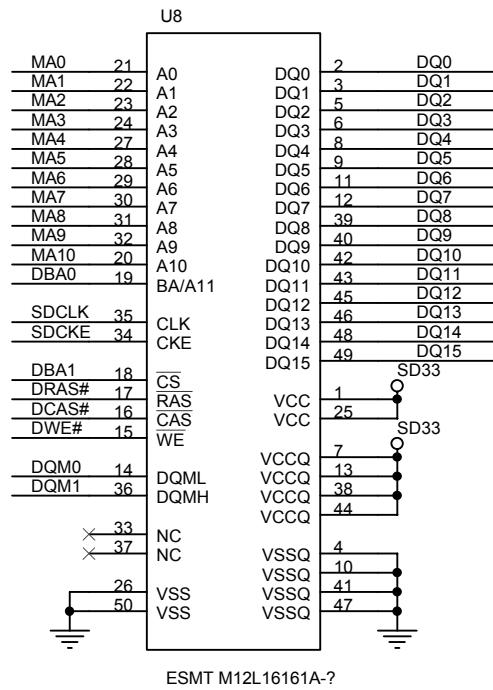 U8
MA0 21 A0 DQ0 2 DQ0
MA1 22 A1 DQ1 3 DQ1
MA2 23 A2 DQ2 5 DQ2
MA3 24 A3 DQ3 6 DQ3
MA4 27 A4 DQ4 8 DQ4
MA5 28 A5 DQ5 9 DQ5
MA6 29 A6 DQ6 11 DQ6
MA7 30 A7 DQ7 12 DQ7
MA8 31 A8 DQ8 39 DQ8
MA9 32 A9 DQ9 40 DQ9
MA10 20 A10 DQ10 42 DQ10
DBA0 19 BA/A11 DQ11 43 DQ11
DQ12 45 DQ12
SDCLK 35 CLK DQ13 46 DQ13
SDCKE 34 CKE DQ14 48 DQ14
DQ15 49 DQ15
DBA1 18 CS SD33
DRAS# 17 RAS VCC 1
DCAS# 16 CAS VCC 25
DWE# 15 WE SD33
VCCQ 7
DQM0 14 DQML VCCQ 13
DQM1 36 DQMH VCCQ 38
VCCQ 44
33 NC
37 NC VSSQ 4
VSSQ 10
26 VSS VSSQ 41
50 VSS VSSQ 47
ESMT M12L16161A-?